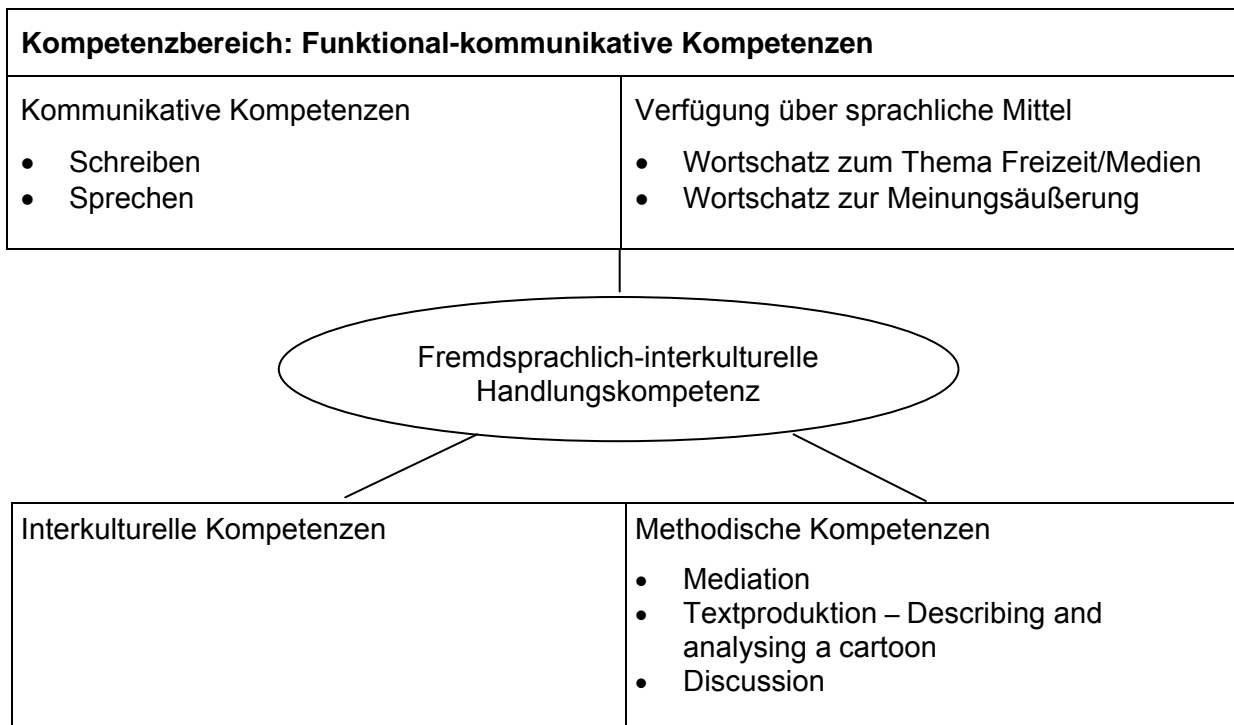 Kompetenzbereich: Funktional-kommunikative Kompetenzen
Kommunikative Kompetenzen
• Schreiben
• Sprechen
Verfügung über sprachliche Mittel
• Wortschatz zum Thema Freizeit/Medien
• Wortschatz zur Meinungsäußerung
Fremdsprachlich-interkulturelle
Handlungskompetenz
Interkulturelle Kompetenzen
Methodische Kompetenzen
• Mediation
• Textproduktion – Describing and
analysing a cartoon
• Discussion